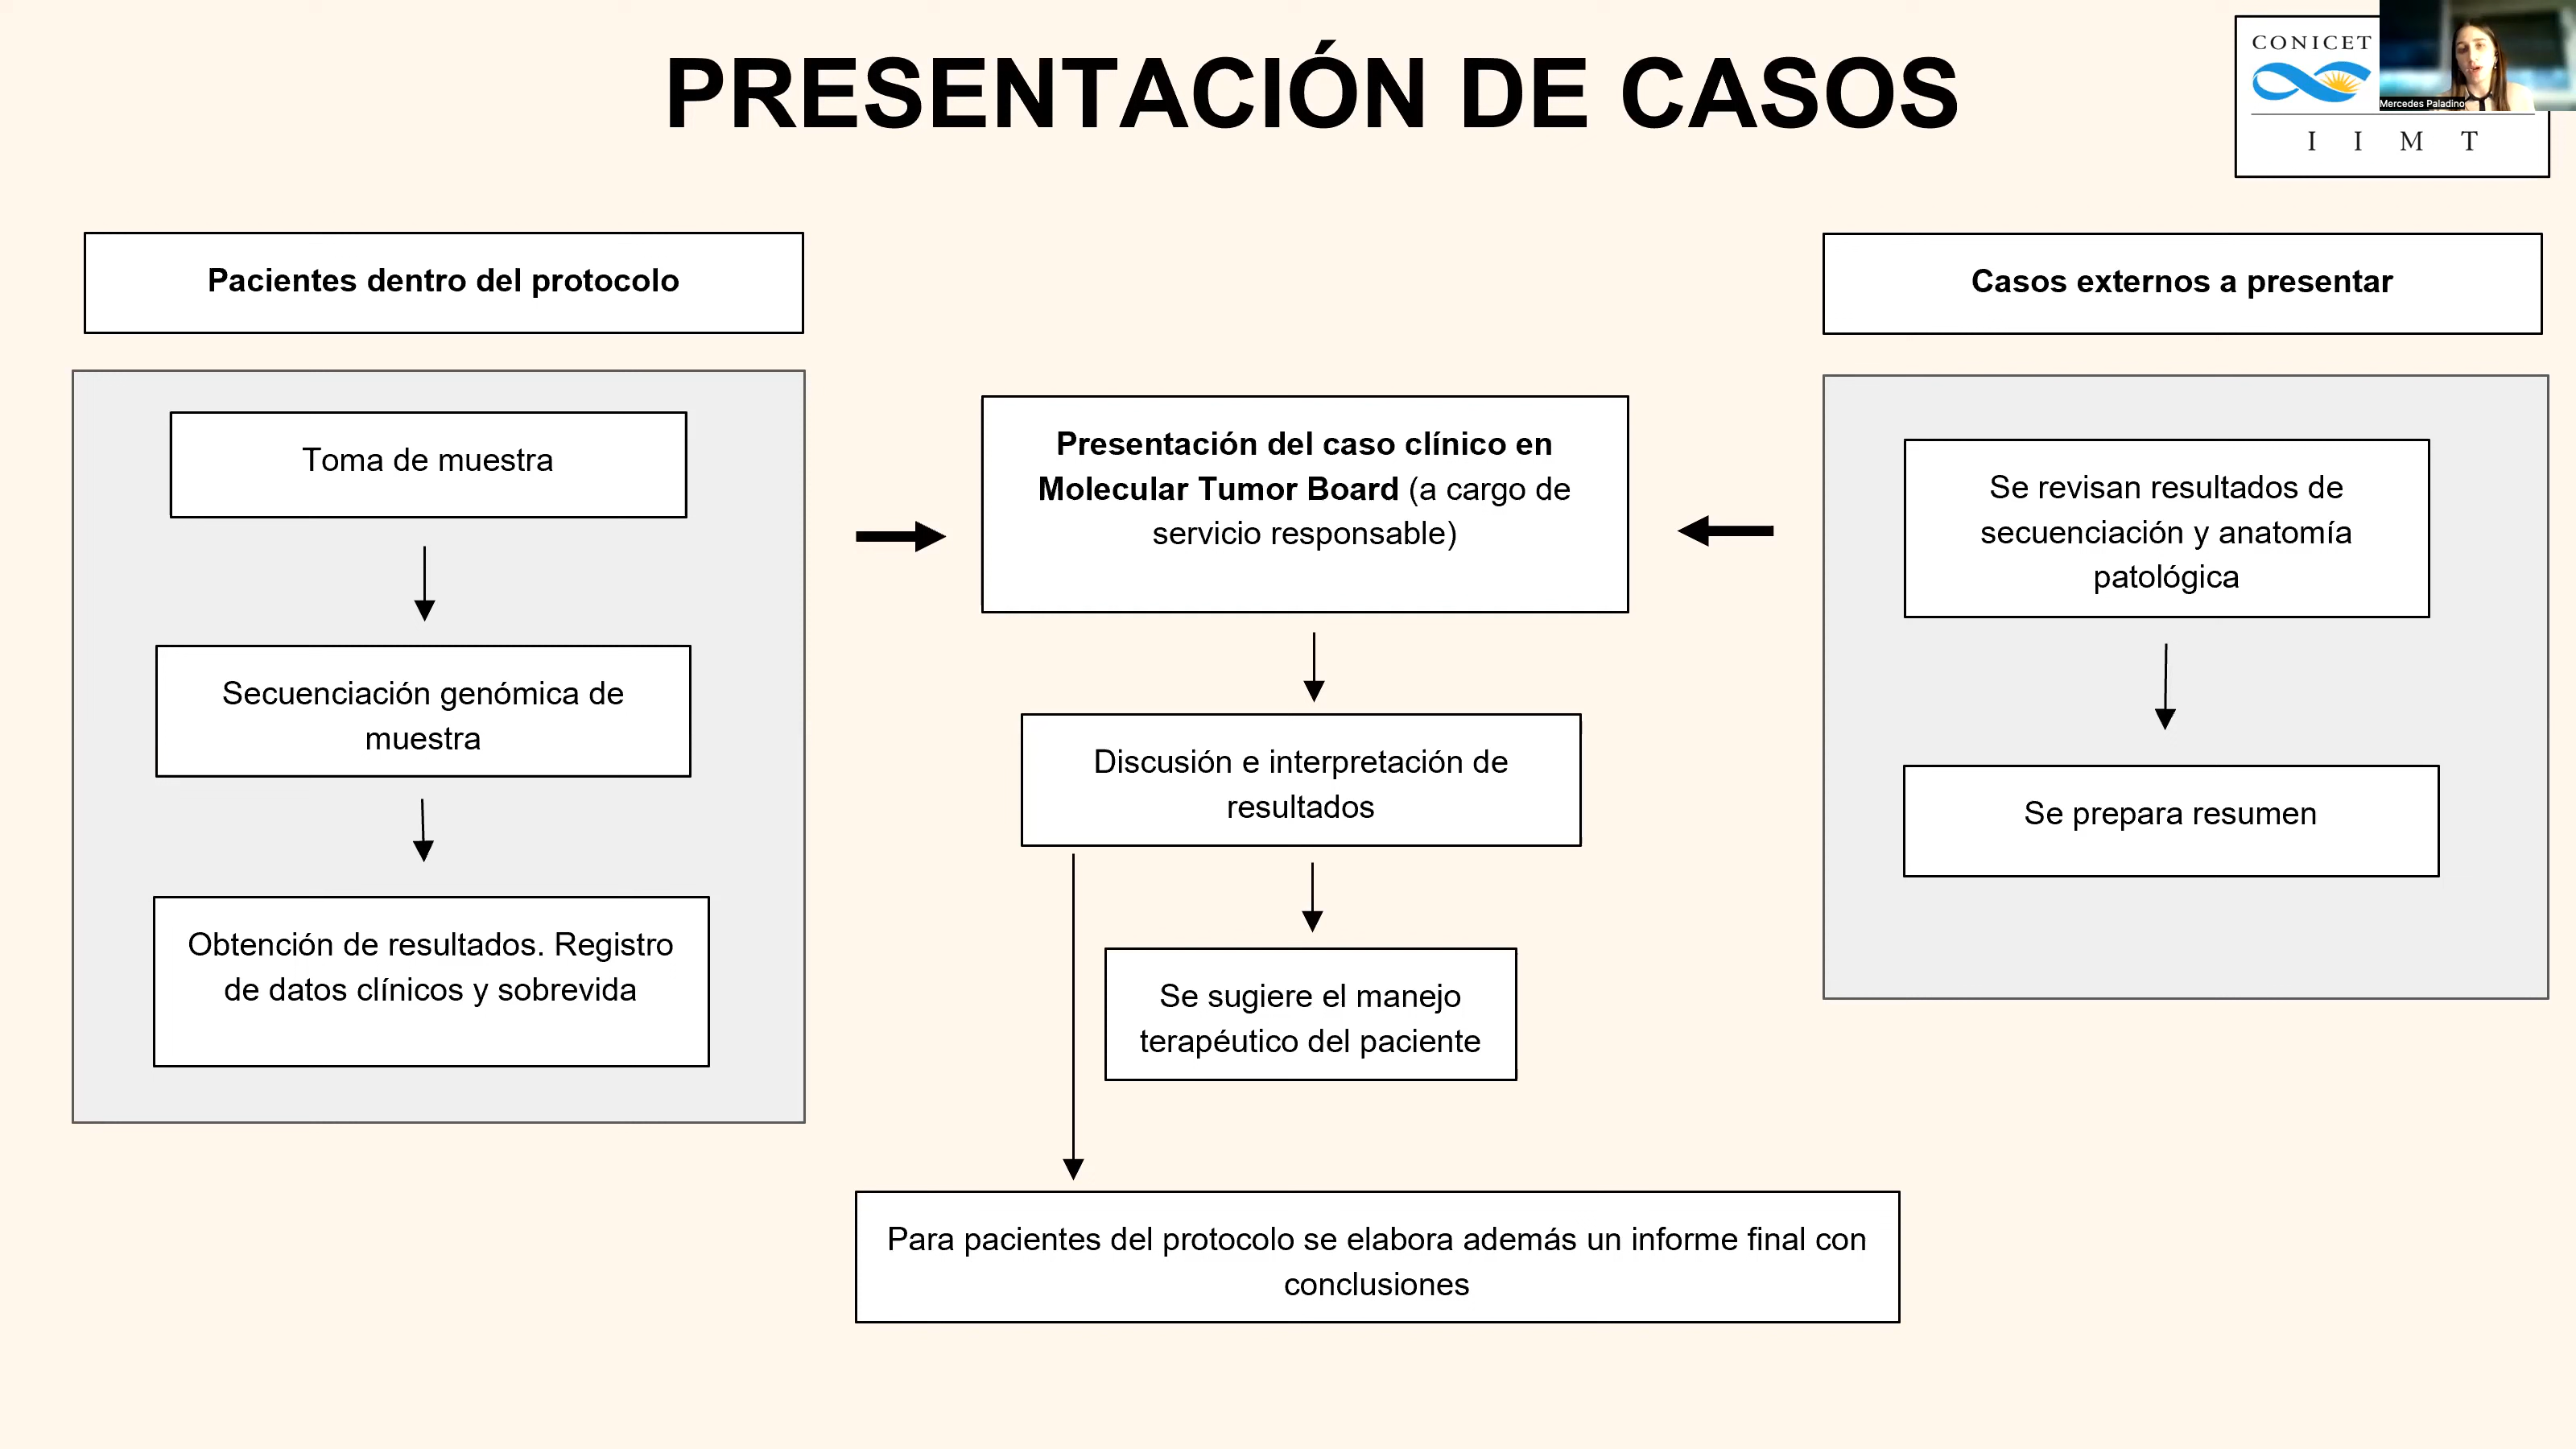 PRESENTACIÓN DE CASOS
CONICET
Mercedes Paladino
I I M T
Pacientes dentro del protocolo
Toma de muestra
Secuenciación genómica de
muestra
Obtención de resultados. Registro
de datos clínicos y sobrevida
Presentación del caso clínico en
Molecular Tumor Board (a cargo de
servicio responsable)
Discusión e interpretación de
resultados
Se sugiere el manejo
terapéutico del paciente
Para pacientes del protocolo se elabora además un informe final con
conclusiones
Casos externos a presentar
Se revisan resultados de
secuenciación y anatomía
patológica
Se prepara resumen